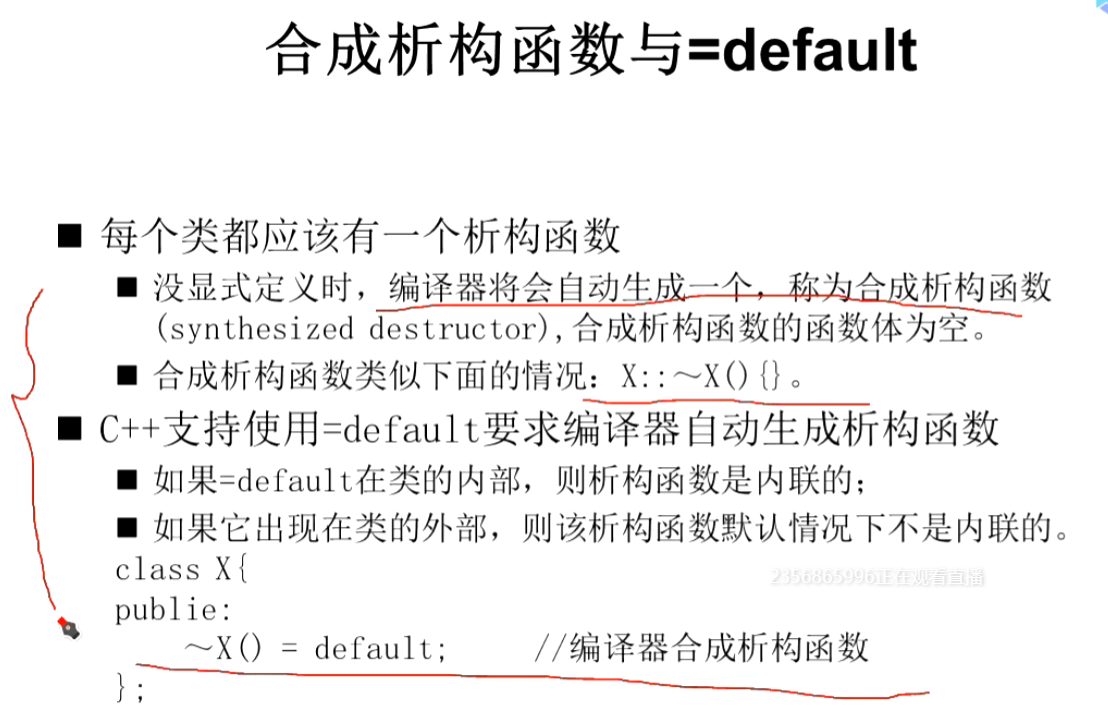 合成析构函数与=default
■ 每个类都应该有一个析构函数
■ 没显式定义时，编译器将会自动生成一个，称为合成析构函数
(synthesized destructor),合成析构函数的函数体为空。
■ 合成析构函数类似下面的情况：X::～X(){}。
■ C++支持使用=default要求编译器自动生成析构函数
■ 如果=default在类的内部，则析构函数是内联的；
■ 如果它出现在类的外部，则该析构函数默认情况下不是内联的。
class X{
2356865996正在观看直播
publie:
～X() = default; //编译器合成析构函数
};